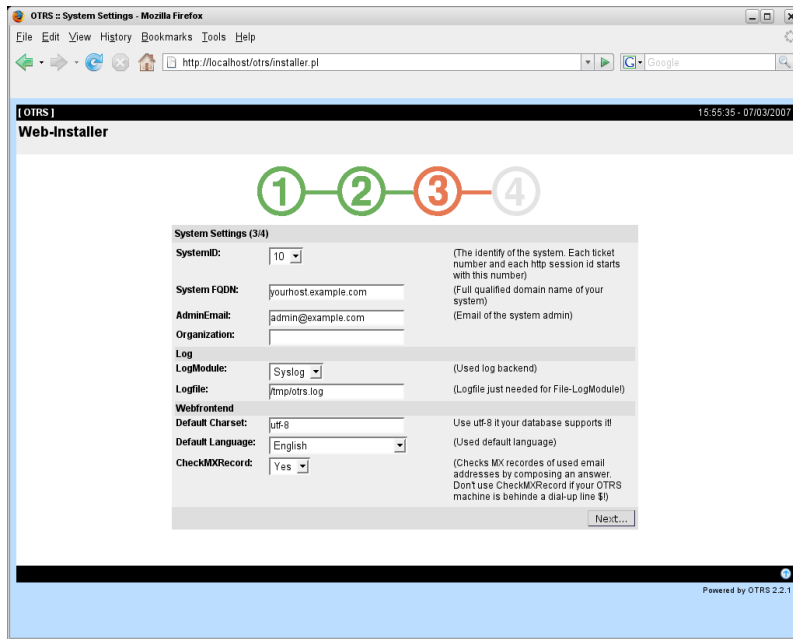 OTRS :: System Settings - Mozilla Firefox
File Edit View History Bookmarks Tools Help
http://localhost/otrs/installer.pl
G
Google
[ OTRS ]
15:55:35 - 07/03/2007
Web-Installer
1
2
3
4
System Settings (3/4)
SystemID:
10
(The identify of the system. Each ticket
number and each http session id starts
with this number)
System FQDN:
yourhost.example.com
(Full qualified domain name of your
system)
AdminEmail:
admin@example.com
(Email of the system admin)
Organization:
Log
LogModule:
Syslog
(Used log backend)
Logfile:
/tmp/otrs.log
(Logfile just needed for File-LogModule!)
Webfrontend
Default Charset:
utf-8
Use utf-8 it your database supports it!
Default Language:
English
(Used default language)
CheckMXRecord:
Yes
(Checks MX recordes of used email
addresses by composing an answer.
Don't use CheckMXRecord if your OTRS
machine is behinde a dial-up line $!)
Next...
Powered by OTRS 2.2.1